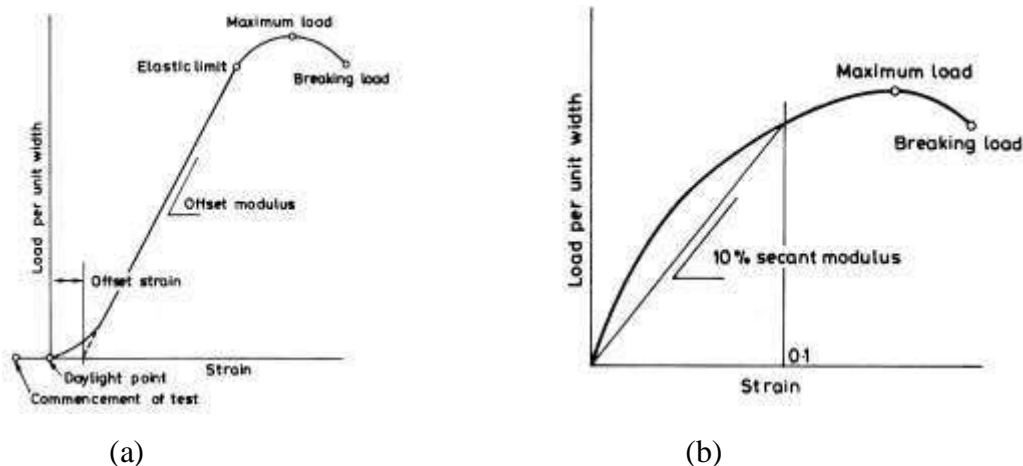 Maximum load
Elastic limit
Breaking load
Load per unit width
Offset modulus
Offset strain
Strain
Daylight point
Commencement of test
(a)
Maximum load
Breaking load
Load per unit width
10% secant modulus
0·1
Strain
(b)